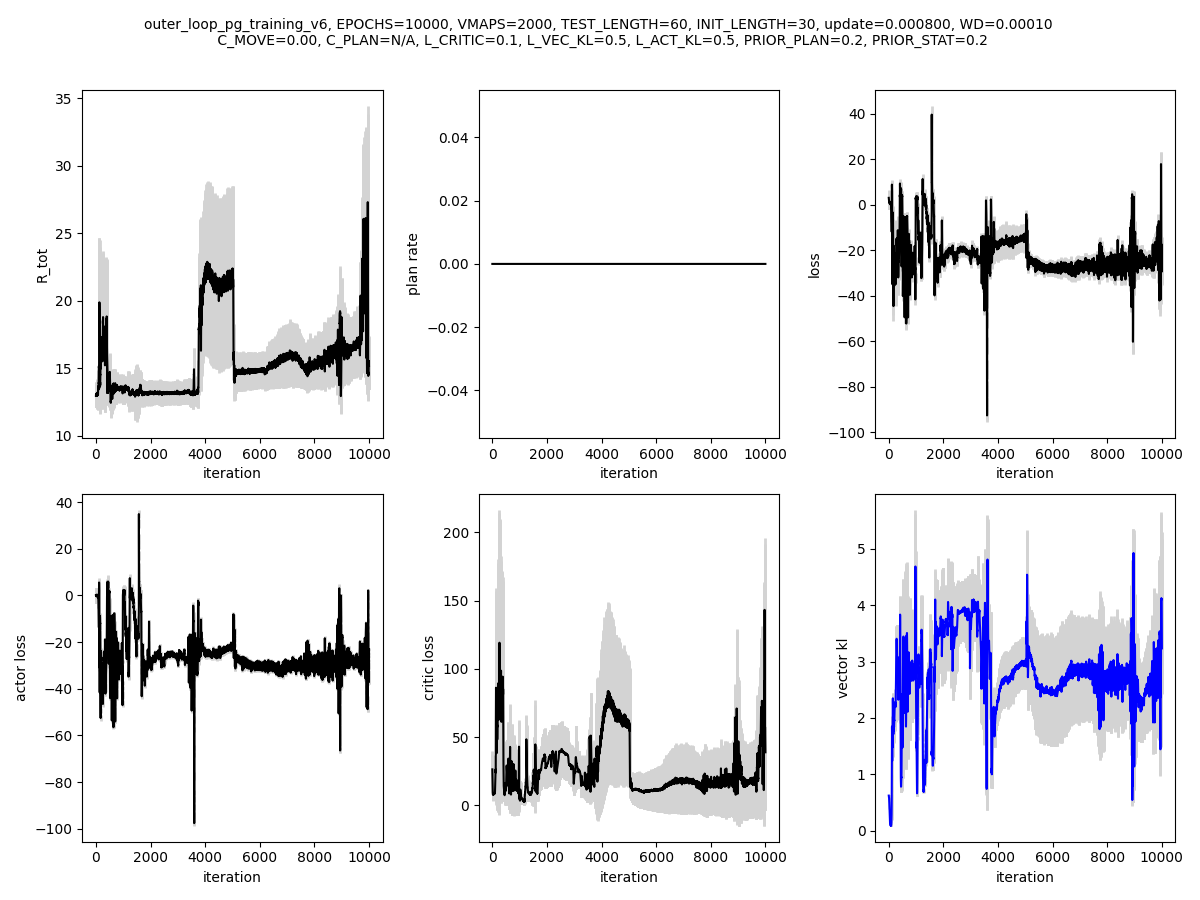 outer_loop_pg_training_v6, EPOCHS=10000, VMAPS=2000, TEST_LENGTH=60, INIT_LENGTH=30, update=0.000800, WD=0.00010
C_MOVE=0.00, C_PLAN=N/A, L_CRITIC=0.1, L_VEC_KL=0.5, L_ACT_KL=0.5, PRIOR_PLAN=0.2, PRIOR_STAT=0.2
R_tot
35
30
25
20
15
10
0 2000 4000 6000 8000 10000
iteration
plan rate
0.04
0.02
0.00
−0.02
−0.04
0 2000 4000 6000 8000 10000
iteration
loss
40
20
0
−20
−40
−60
−80
−100
0 2000 4000 6000 8000 10000
iteration
actor loss
40
20
0
−20
−40
−60
−80
−100
0 2000 4000 6000 8000 10000
iteration
critic loss
200
150
100
50
0
0 2000 4000 6000 8000 10000
iteration
vector kl
5
4
3
2
1
0
0 2000 4000 6000 8000 10000
iteration